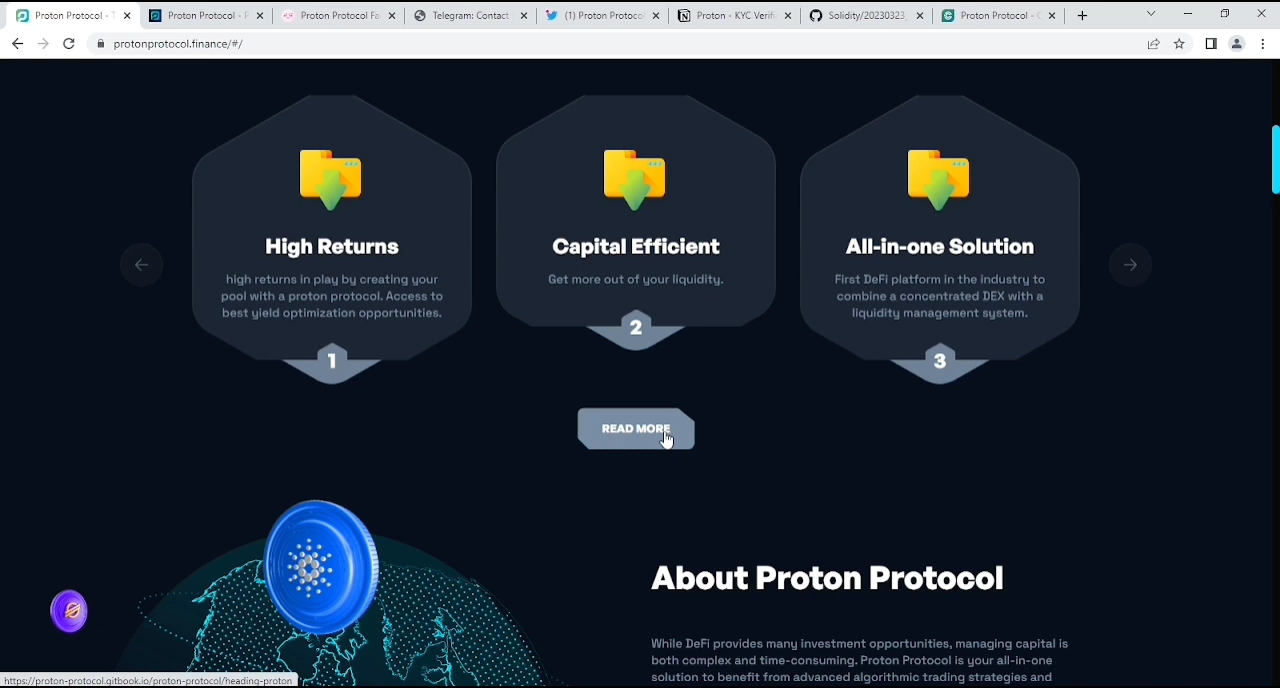 Proton Protocol - T
Proton Protocol - F
Proton Protocol Fa
Telegram: Contact
(1) Proton Protoco
Proton - KYC Verifi
Solidity/20230323
Proton Protocol - C
protonprotocol.finance/#/
High Returns
high returns in play by creating your
pool with a proton protocol. Access to
best yield optimization opportunities.
1
Capital Efficient
Get more out of your liquidity.
2
All-in-one Solution
First DeFi platform in the industry to
combine a concentrated DEX with a
liquidity management system.
3
READ MORE
About Proton Protocol
While DeFi provides many investment opportunities, managing capital is
both complex and time-consuming. Proton Protocol is your all-in-one
solution to benefit from advanced algorithmic trading strategies and
https://proton-protocol.gitbook.io/proton-protocol/heading-proton